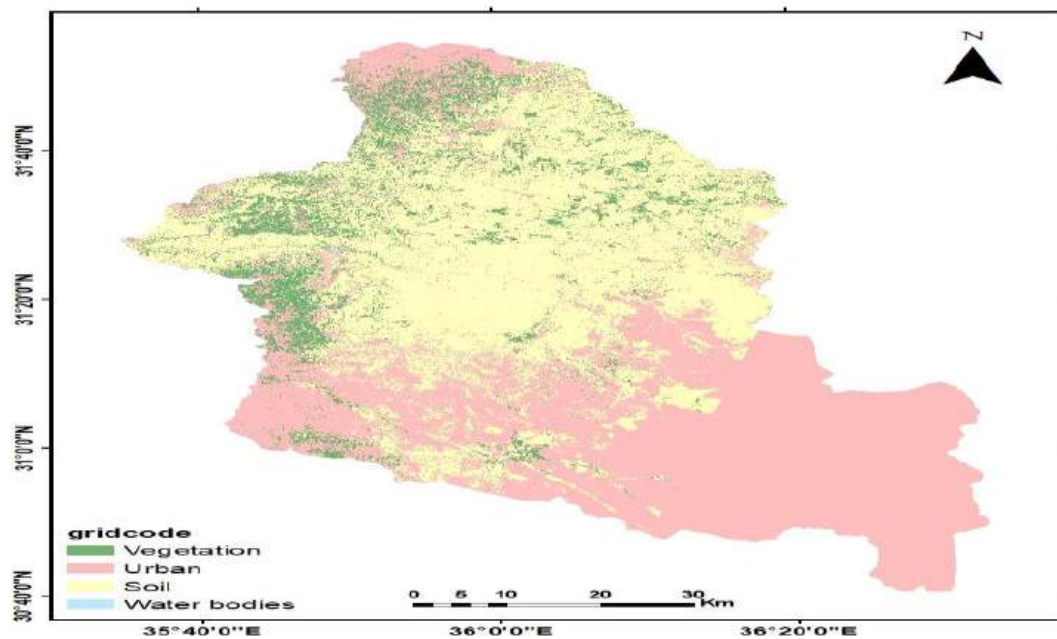 N
31°40'0"N
31°20'0"N
31°0'0"N
30°40'0"N
gridcode
Vegetation
Urban
Soil
Water bodies
0 5 10 20 30 Km
35°40'0"E 36°0'0"E 36°20'0"E